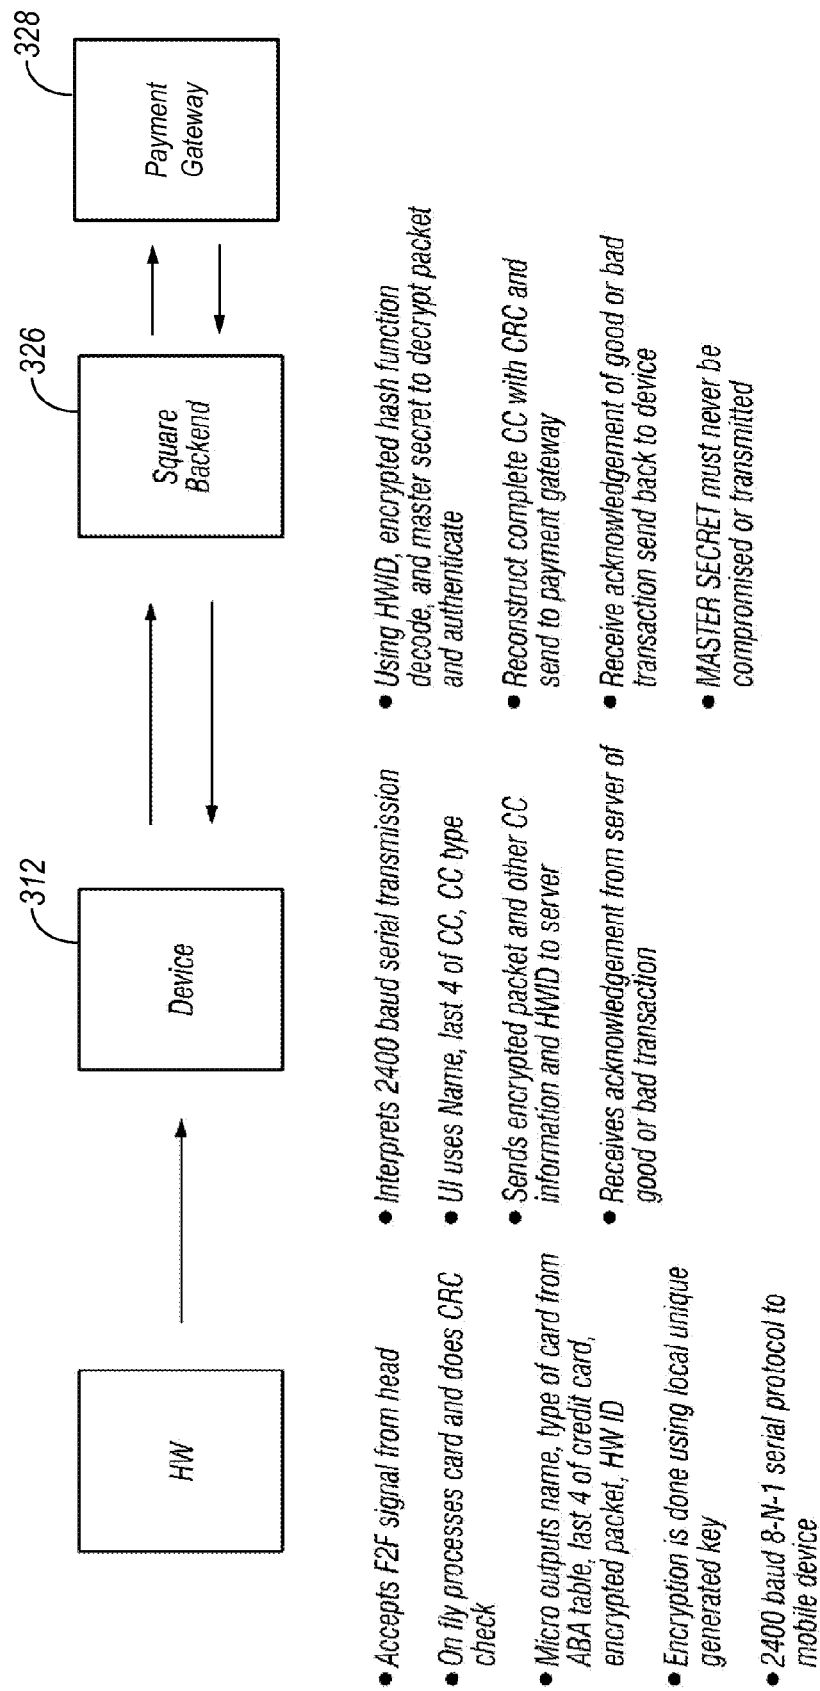 HW
Device
312
Square
Backend
326
Payment
Gateway
328
● Accepts F2F signal from head
● On fly processes card and does CRC
check
● Micro outputs name, type of card from
ABA table, last 4 of credit card,
encrypted packet, HW ID
● Encryption is done using local unique
generated key
● 2400 baud 8-N-1 serial protocol to
mobile device
● Interprets 2400 baud serial transmission
● UI uses Name, last 4 of CC, CC type
● Sends encrypted packet and other CC
information and HWID to server
● Receives acknowledgement from server of
good or bad transaction
● Using HWID, encrypted hash function
decode, and master secret to decrypt packet
and authenticate
● Reconstruct complete CC with CRC and
send to payment gateway
● Receive acknowledgement of good or bad
transaction send back to device
● MASTER SECRET must never be
compromised or transmitted